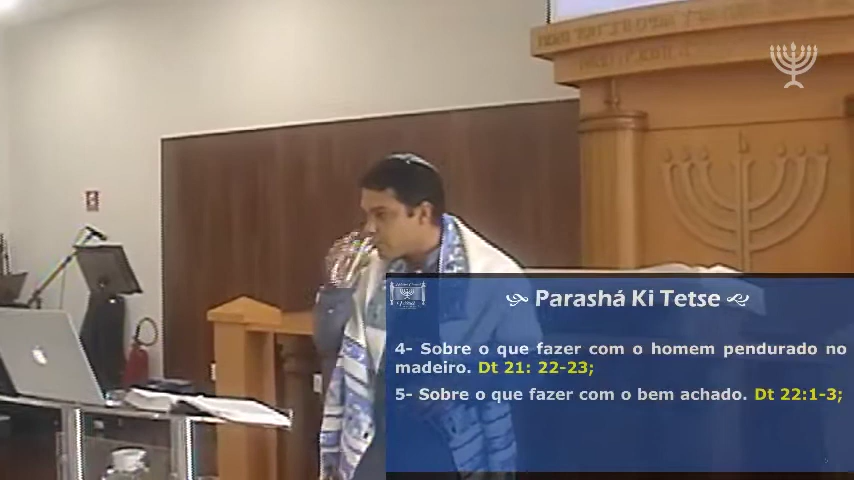 Parashá Ki Tetse
4- Sobre o que fazer com o homem pendurado no
madeiro. Dt 21: 22-23;
5- Sobre o que fazer com o bem achado. Dt 22:1-3;